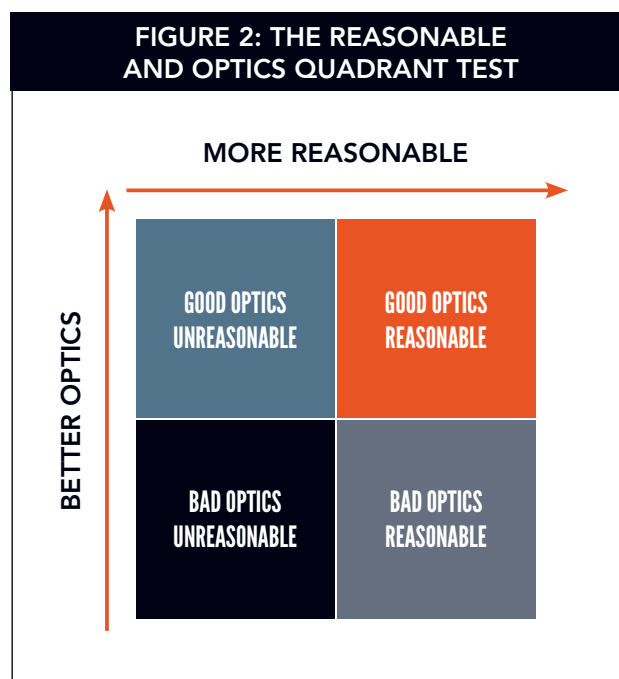 FIGURE 2: THE REASONABLE
AND OPTICS QUADRANT TEST
MORE REASONABLE
BETTER OPTICS
GOOD OPTICS
UNREASONABLE
GOOD OPTICS
REASONABLE
BAD OPTICS
UNREASONABLE
BAD OPTICS
REASONABLE